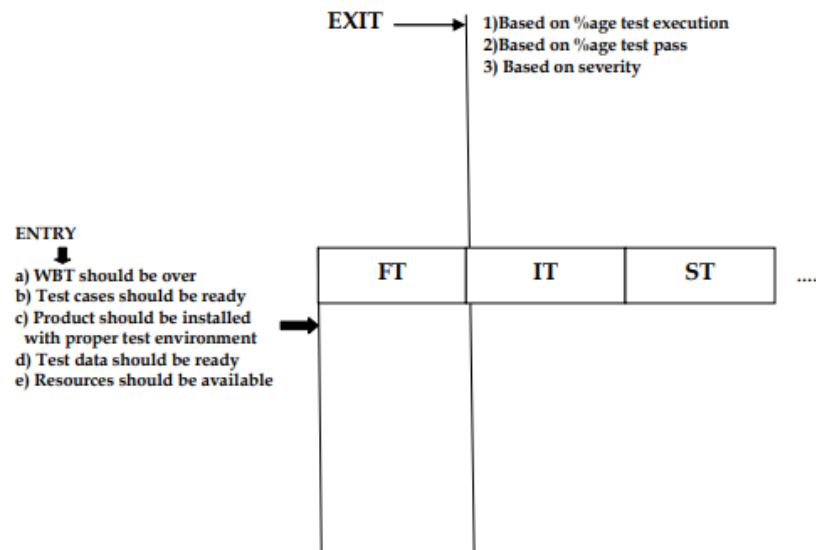 EXIT
1)Based on %age test execution
2)Based on %age test pass
3) Based on severity
ENTRY
a) WBT should be over
b) Test cases should be ready
c) Product should be installed
with proper test environment
d) Test data should be ready
e) Resources should be available
FT
IT
ST
....